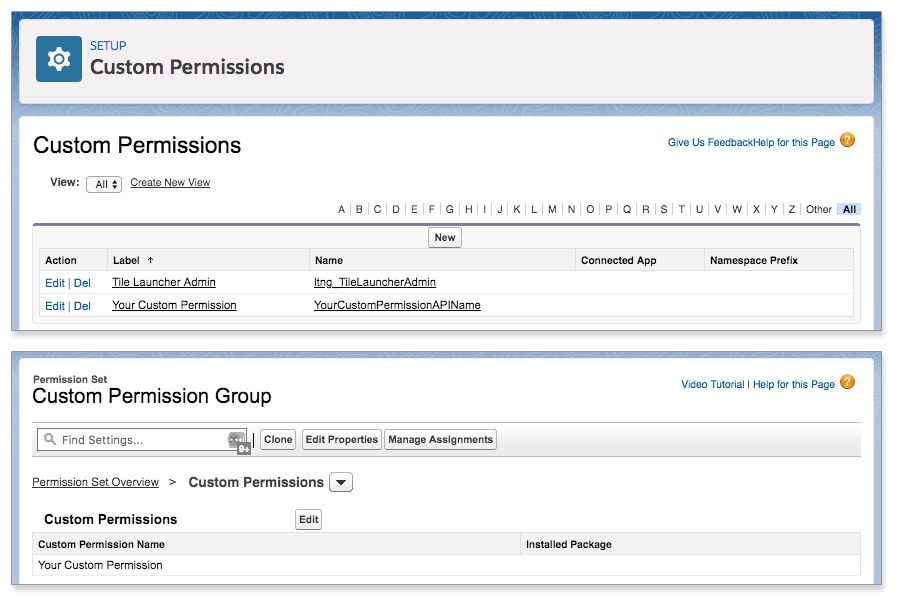 SETUP
Custom Permissions
Custom Permissions
Give Us FeedbackHelp for this Page ?
View: All Create New View
A | B | C | D | E | F | G | H | I | J | K | L | M | N | O | P | Q | R | S | T | U | V | W | X | Y | Z | Other | All
New
Action Label ↑ Name Connected App Namespace Prefix
Edit | Del Tile Launcher Admin ltng_TileLauncherAdmin
Edit | Del Your Custom Permission YourCustomPermissionAPIName
Permission Set
Custom Permission Group
Video Tutorial | Help for this Page ?
Find Settings... 9+ | Clone Edit Properties Manage Assignments
Permission Set Overview > Custom Permissions
Custom Permissions Edit
Custom Permission Name Installed Package
Your Custom Permission